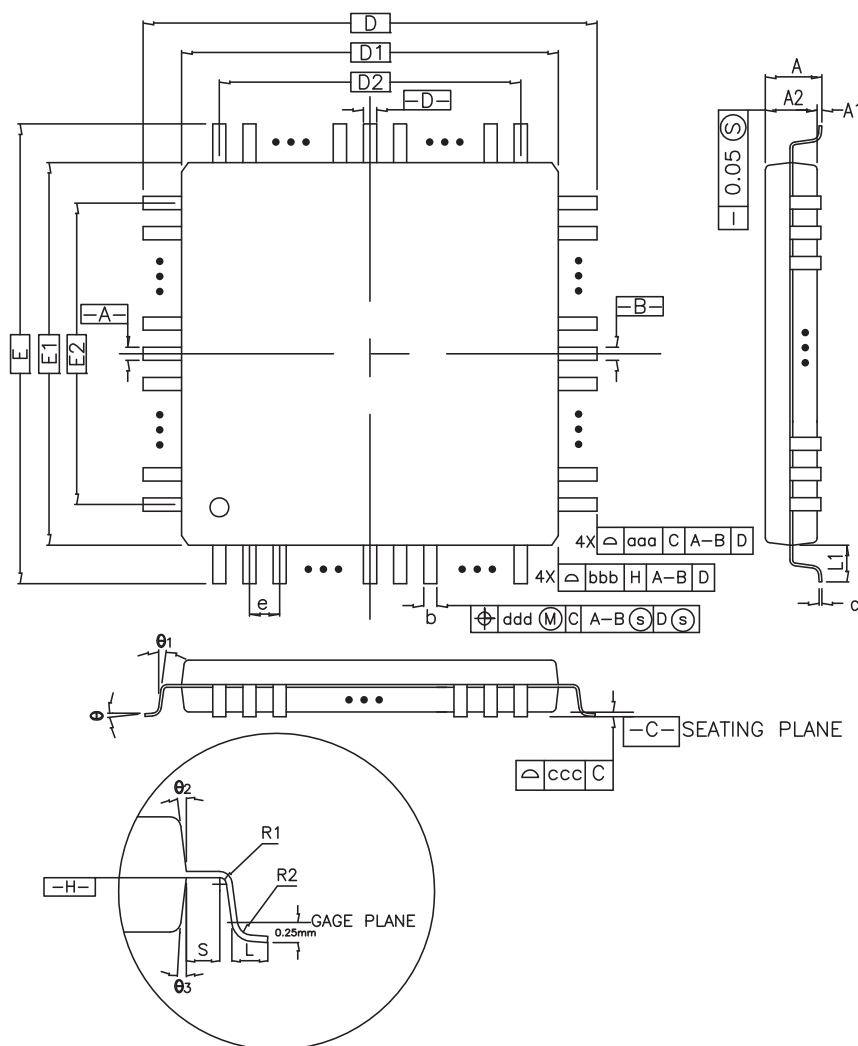 D
D1
D2
-D-
A
A2
A1
0.05 S
-A-
-B-
E
E1
E2
4X aaa C A-B D
4X bbb H A-B D
L1
e
b
ddd M C A-B S D S
c
θ1
θ
-C- SEATING PLANE
ccc C
θ2
R1
R2
-H-
GAGE PLANE
0.25mm
S
L
θ3